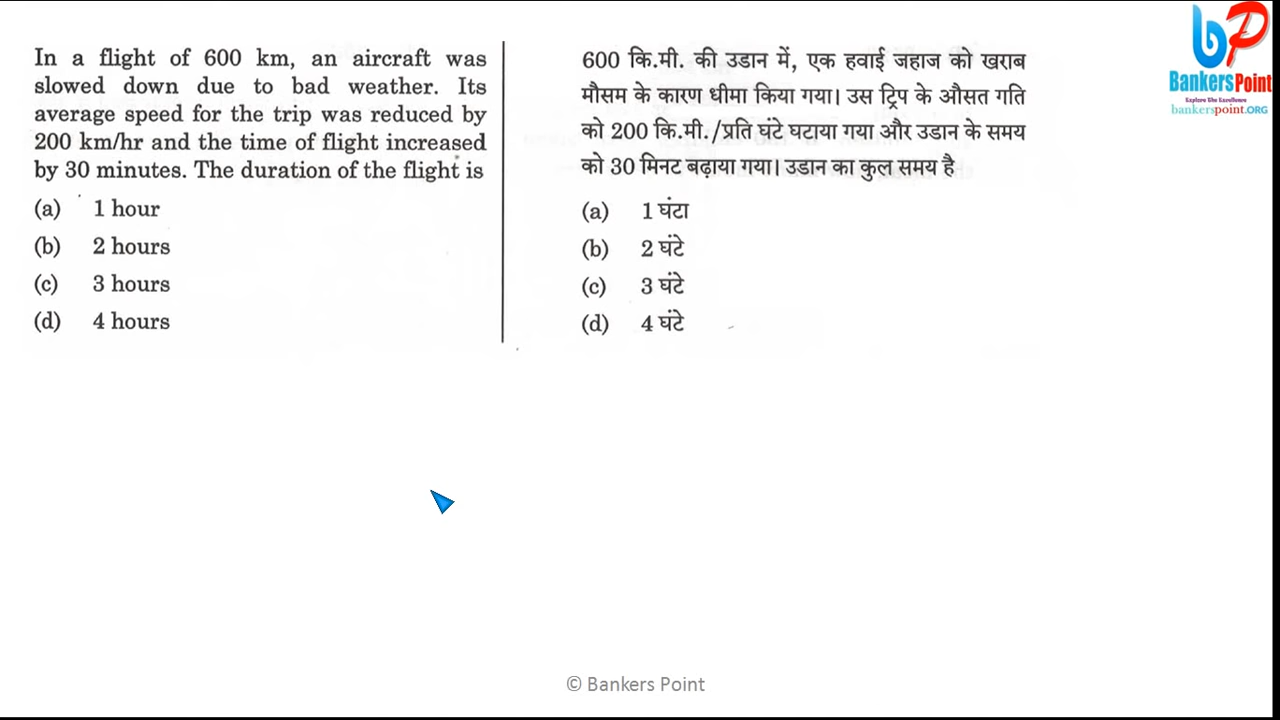 In a flight of 600 km, an aircraft was
slowed down due to bad weather. Its
average speed for the trip was reduced by
200 km/hr and the time of flight increased
by 30 minutes. The duration of the flight is
(a) 1 hour
(b) 2 hours
(c) 3 hours
(d) 4 hours
600 कि.मी. की उडान में, एक हवाई जहाज को खराब
मौसम के कारण धीमा किया गया। उस ट्रिप के औसत गति
को 200 कि.मी./प्रति घंटे घटाया गया और उडान के समय
को 30 मिनट बढ़ाया गया। उडान का कुल समय है
(a) 1 घंटा
(b) 2 घंटे
(c) 3 घंटे
(d) 4 घंटे
bP
BankersPoint
Explore The Excellence
bankerspoint.ORG
© Bankers Point